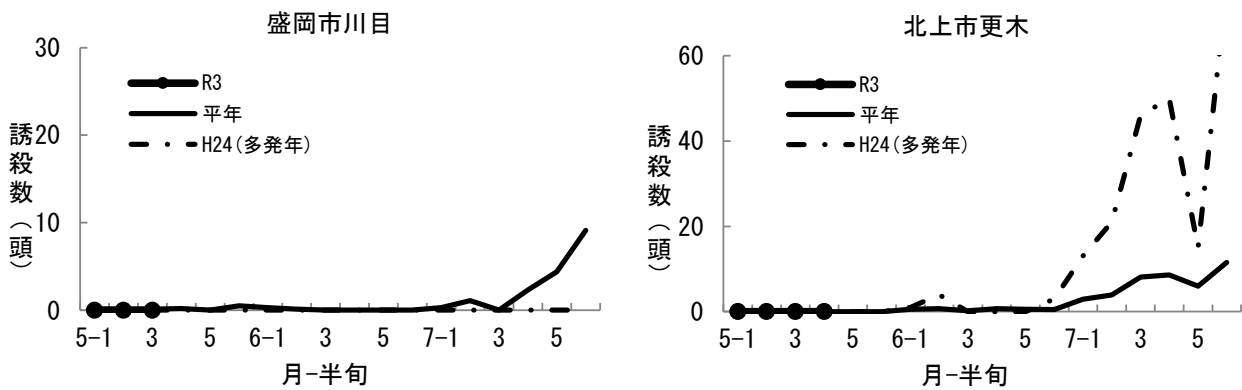 盛岡市川目
30
20
10
0
誘殺数(頭)
R3
平年
H24(多発年)
5-1 3 5 6-1 3 5 7-1 3 5
月-半旬
北上市更木
60
40
20
0
誘殺数(頭)
R3
平年
H24(多発年)
5-1 3 5 6-1 3 5 7-1 3 5
月-半旬